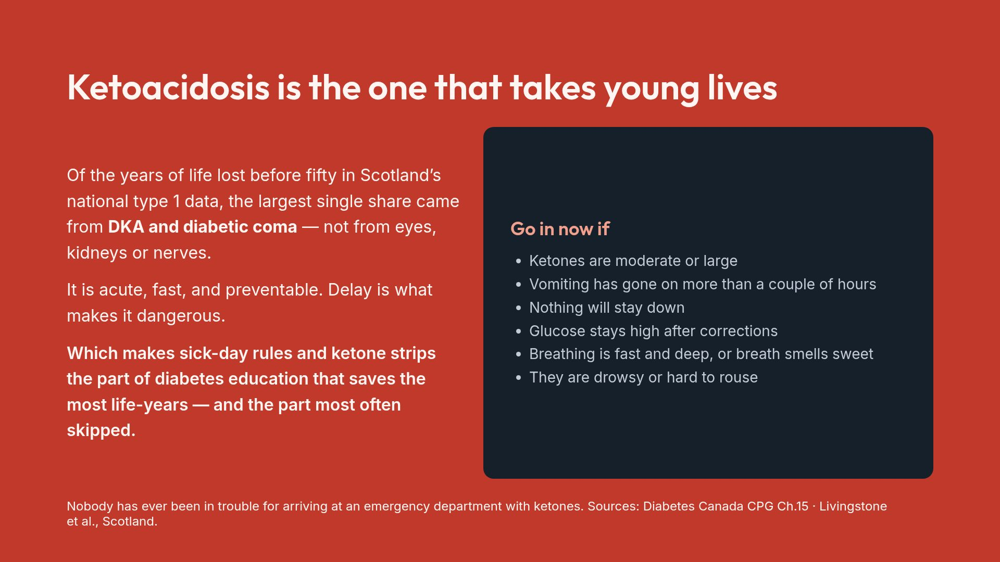 Ketoacidosis is the one that takes young lives
Of the years of life lost before fifty in Scotland’s
national type 1 data, the largest single share came
from DKA and diabetic coma — not from eyes,
kidneys or nerves.
It is acute, fast, and preventable. Delay is what
makes it dangerous.
Which makes sick-day rules and ketone strips
the part of diabetes education that saves the
most life-years — and the part most often
skipped.
Go in now if
• Ketones are moderate or large
• Vomiting has gone on more than a couple of hours
• Nothing will stay down
• Glucose stays high after corrections
• Breathing is fast and deep, or breath smells sweet
• They are drowsy or hard to rouse
Nobody has ever been in trouble for arriving at an emergency department with ketones. Sources: Diabetes Canada CPG Ch.15 · Livingstone
et al., Scotland.